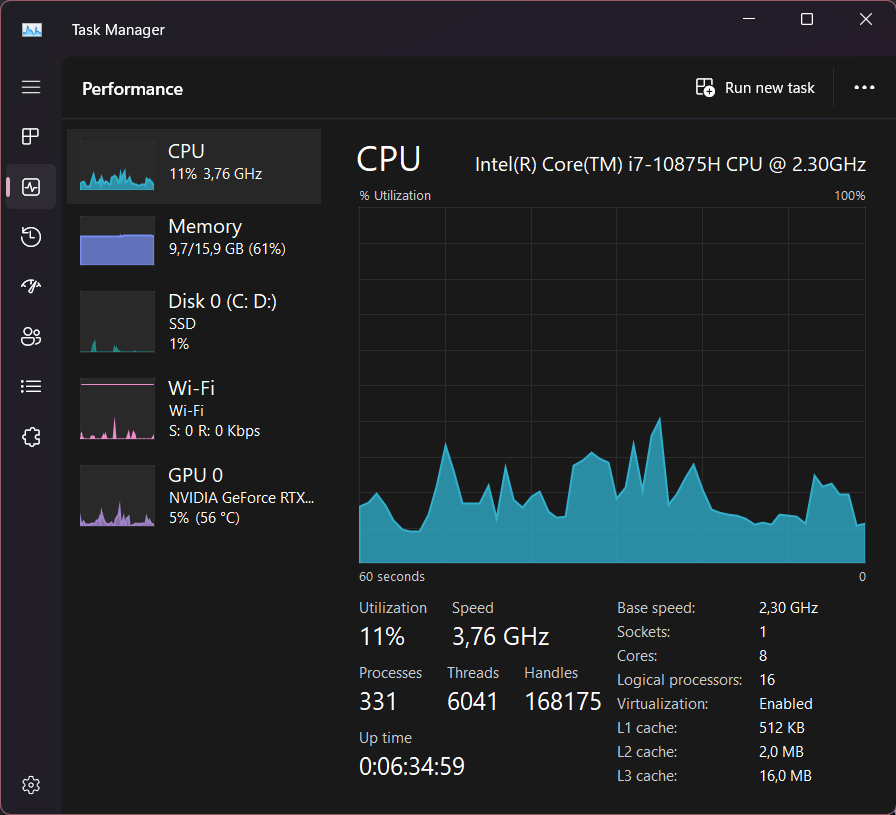 Task Manager
Performance
Run new task
CPU
11% 3,76 GHz
Memory
9,7/15,9 GB (61%)
Disk 0 (C: D:)
SSD
1%
Wi-Fi
Wi-Fi
S: 0 R: 0 Kbps
GPU 0
NVIDIA GeForce RTX...
5% (56 °C)
CPU Intel(R) Core(TM) i7-10875H CPU @ 2.30GHz
% Utilization 100%
60 seconds 0
Utilization Speed
11% 3,76 GHz
Processes Threads Handles
331 6041 168175
Up time
0:06:34:59
Base speed: 2,30 GHz
Sockets: 1
Cores: 8
Logical processors: 16
Virtualization: Enabled
L1 cache: 512 KB
L2 cache: 2,0 MB
L3 cache: 16,0 MB